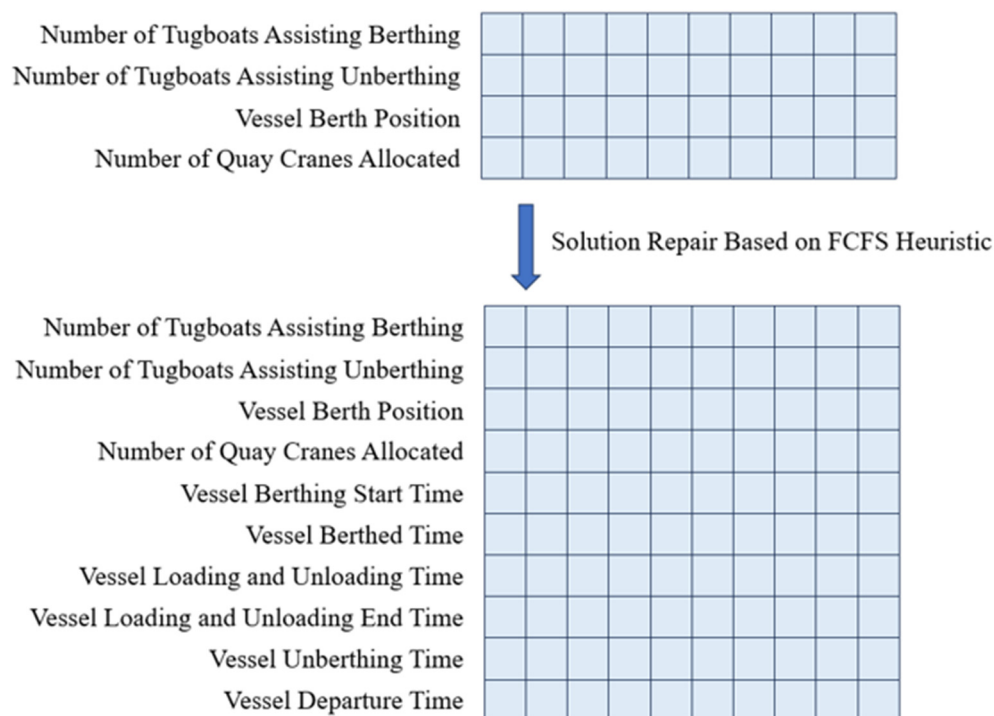 Number of Tugboats Assisting Berthing
Number of Tugboats Assisting Unberthing
Vessel Berth Position
Number of Quay Cranes Allocated
Solution Repair Based on FCFS Heuristic
Number of Tugboats Assisting Berthing
Number of Tugboats Assisting Unberthing
Vessel Berth Position
Number of Quay Cranes Allocated
Vessel Berthing Start Time
Vessel Berthed Time
Vessel Loading and Unloading Time
Vessel Loading and Unloading End Time
Vessel Unberthing Time
Vessel Departure Time